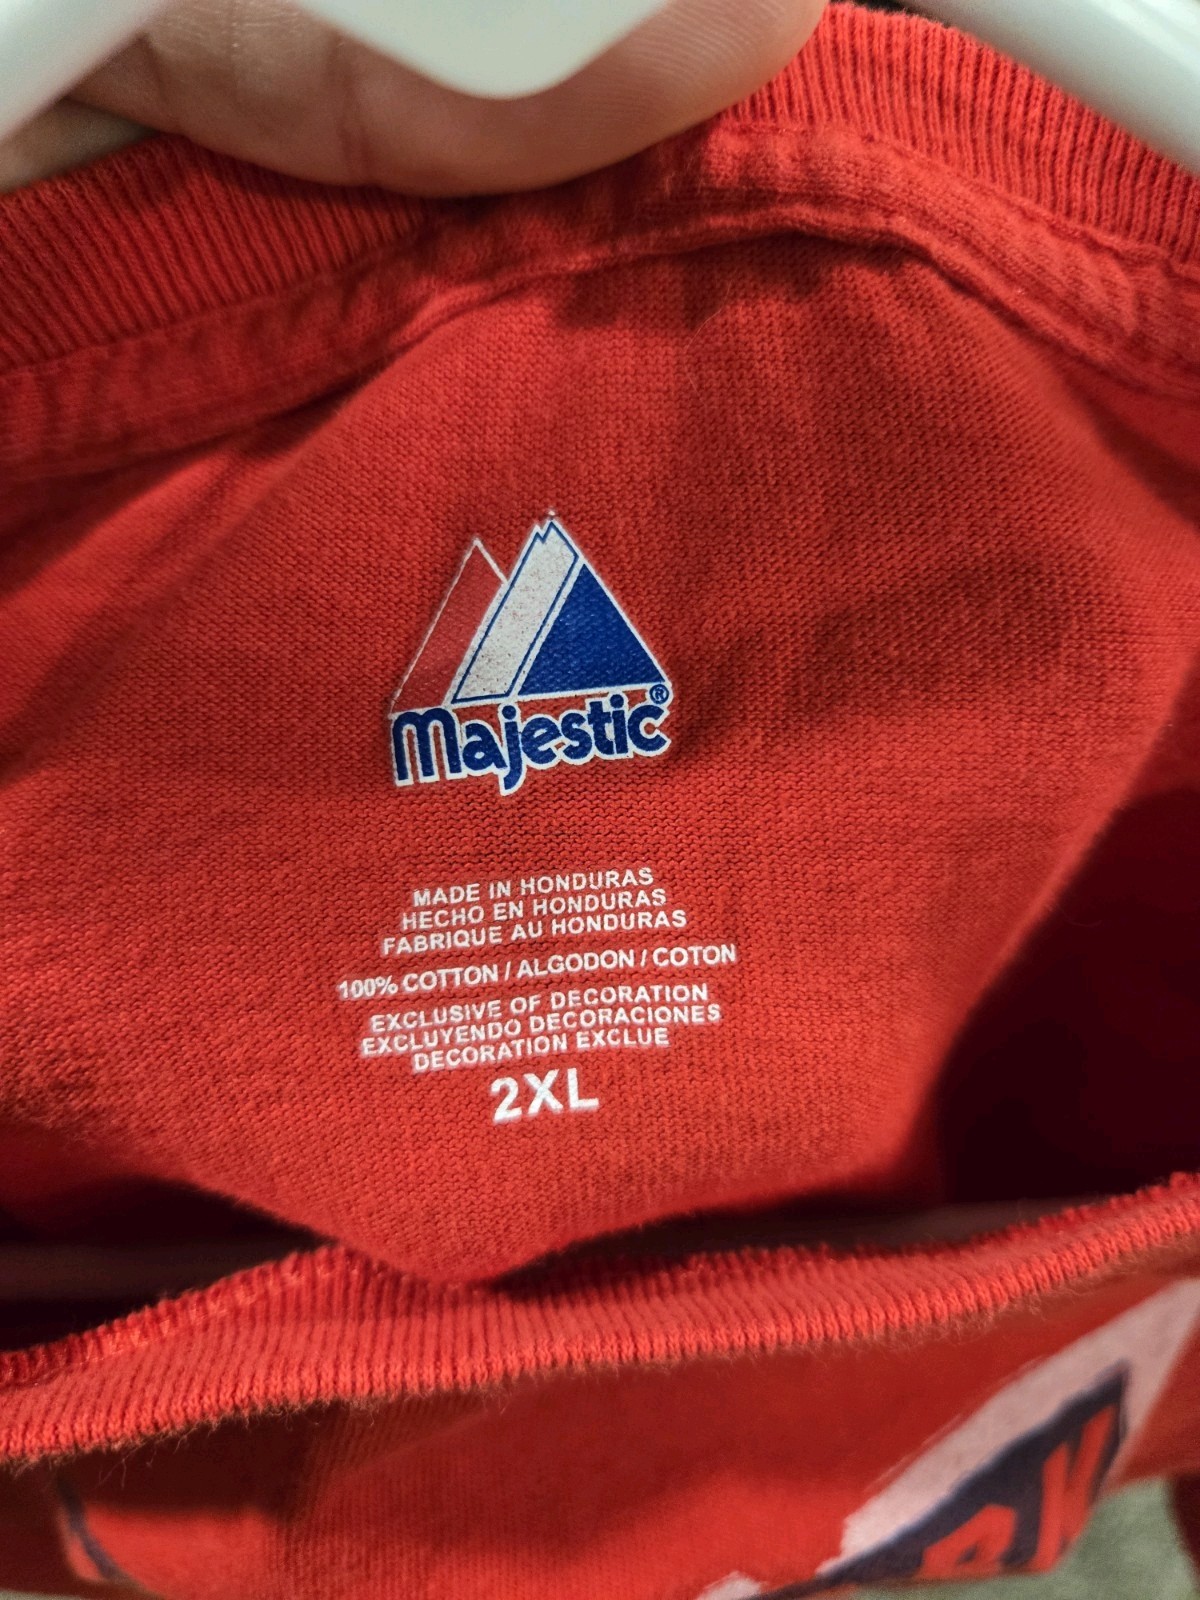 Majestic®
MADE IN HONDURAS
HECHO EN HONDURAS
FABRIQUE AU HONDURAS
100% COTTON / ALGODON / COTON
EXCLUSIVE OF DECORATION
EXCLUYENDO DECORACIONES
DECORATION EXCLUE
2XL